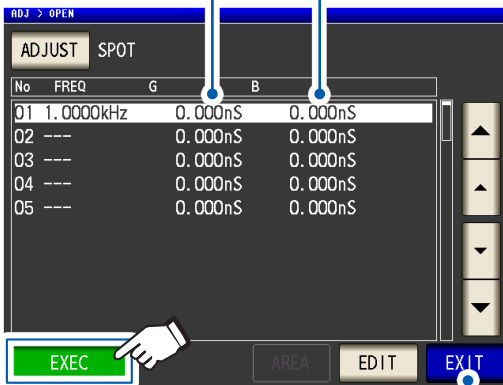 ADJ > OPEN
ADJUST SPOT
No FREQ G B
01 1.0000kHz 0.000nS 0.000nS
02 --- 0.000nS 0.000nS
03 --- 0.000nS 0.000nS
04 --- 0.000nS 0.000nS
05 --- 0.000nS 0.000nS
EXEC AREA EDIT EXIT